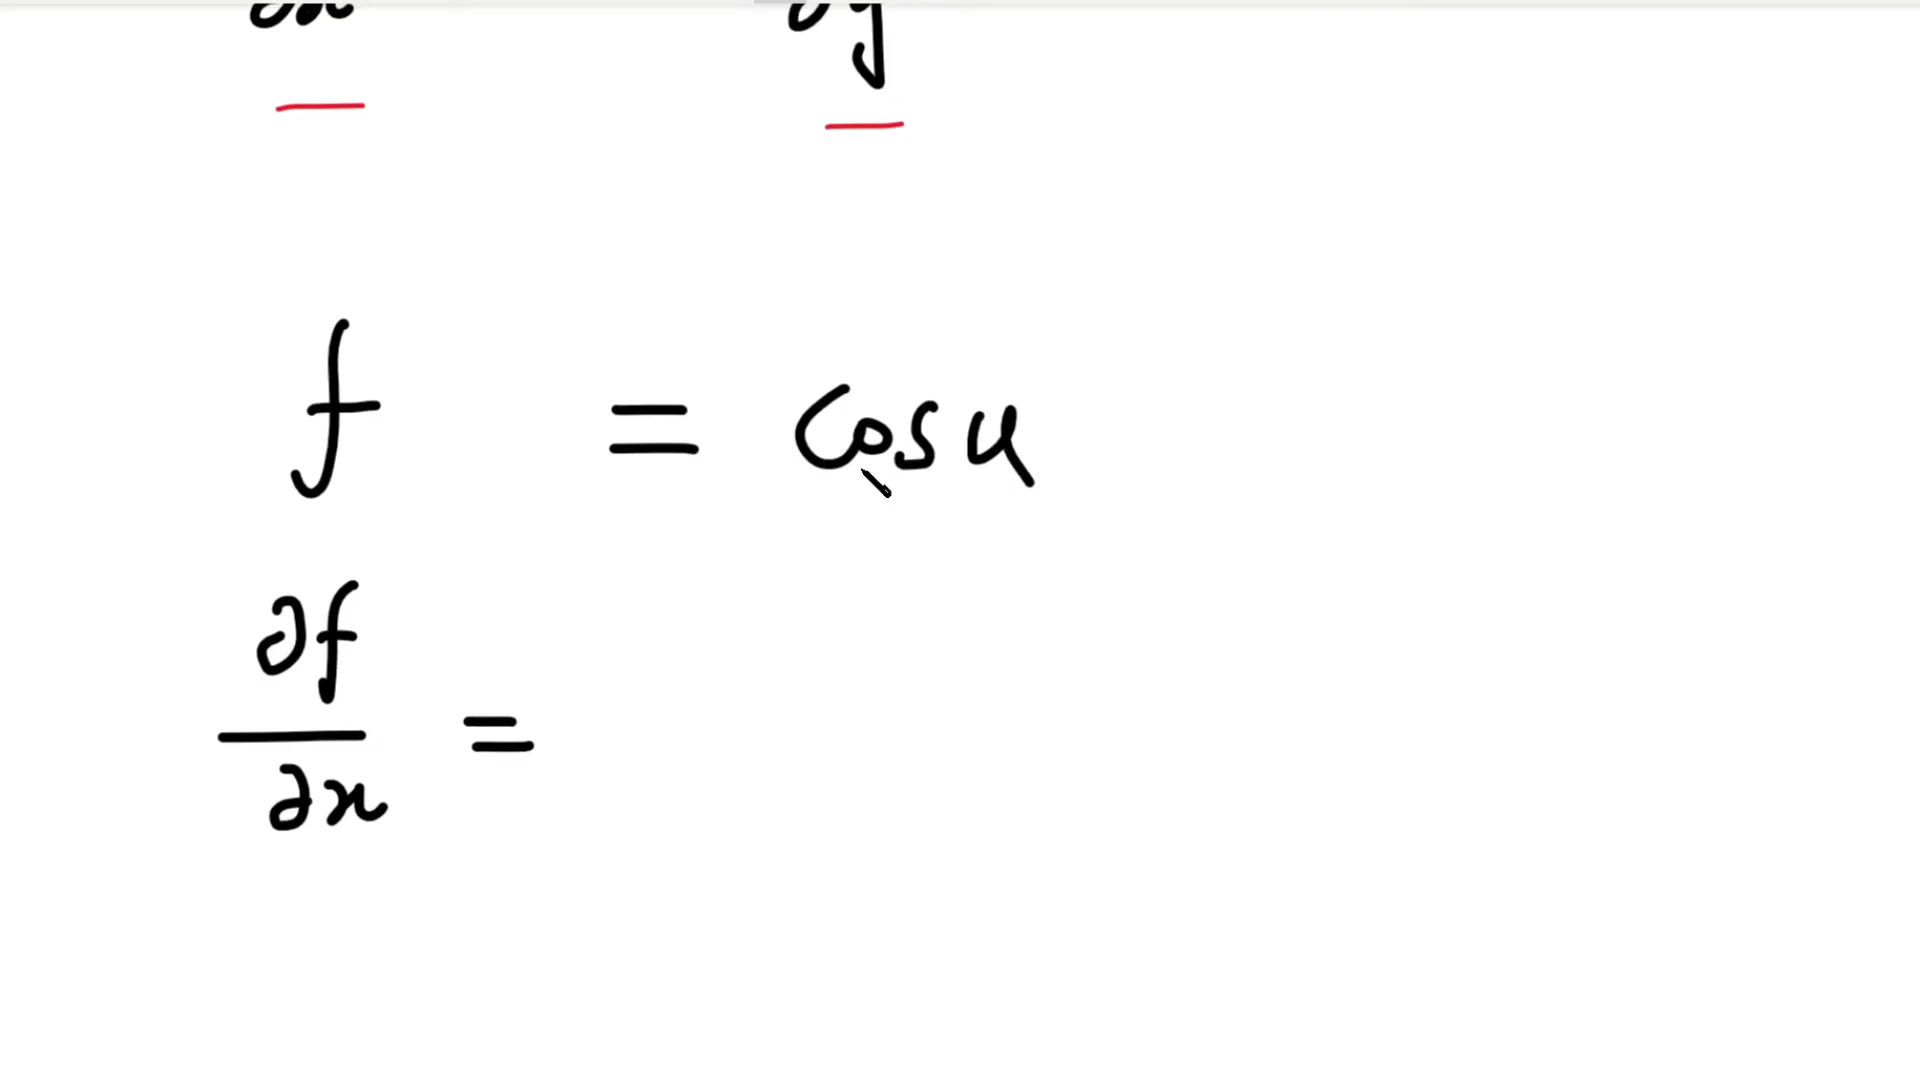 ∂x ∂y
f = cos u
∂f
∂x =